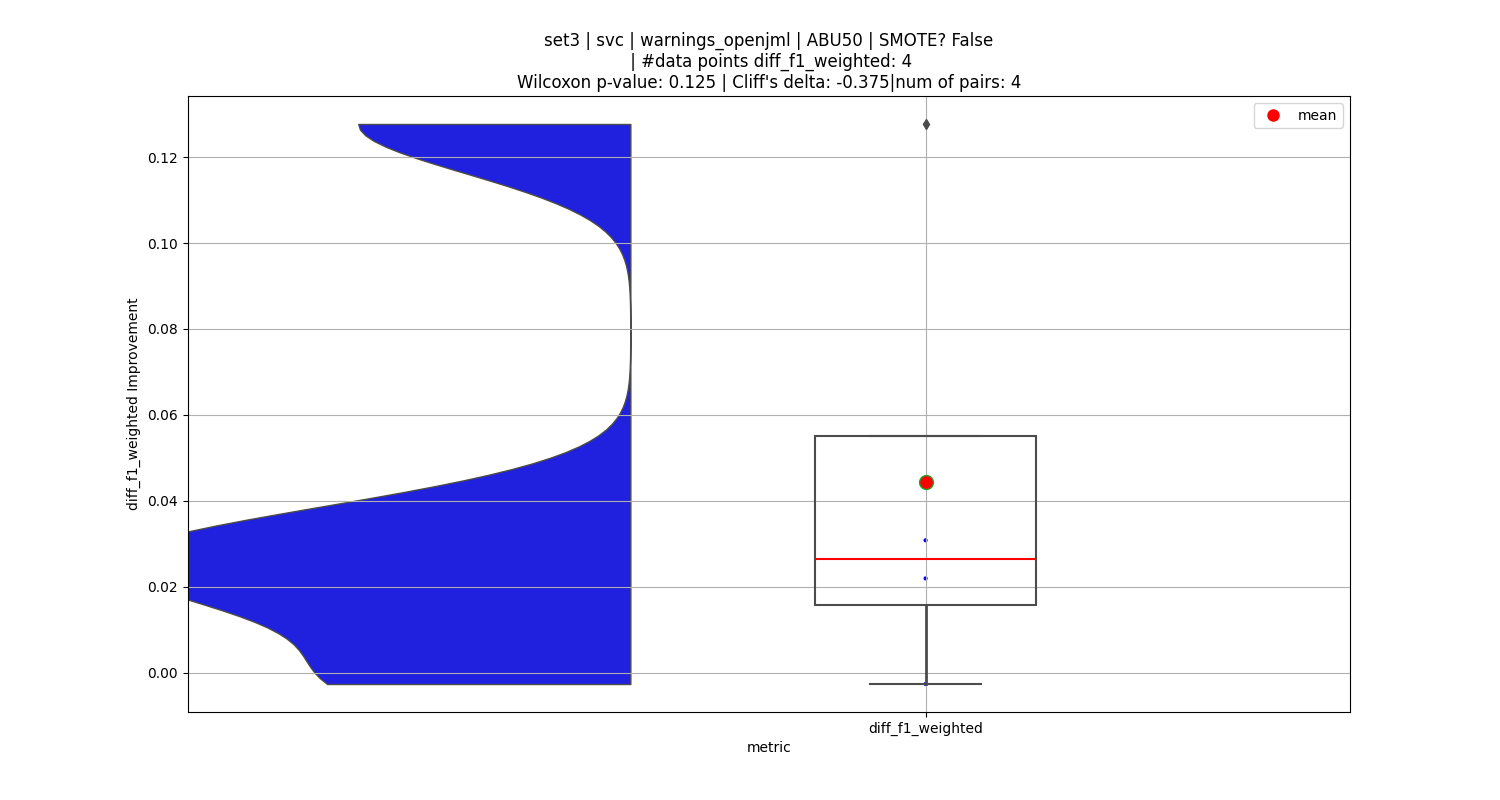 set3 | svc | warnings_openjml | ABU50 | SMOTE? False
| #data points diff_f1_weighted: 4
Wilcoxon p-value: 0.125 | Cliff's delta: -0.375|num of pairs: 4
mean
0.12
0.10
0.08
0.06
0.04
0.02
0.00
diff_f1_weighted Improvement
diff_f1_weighted
metric